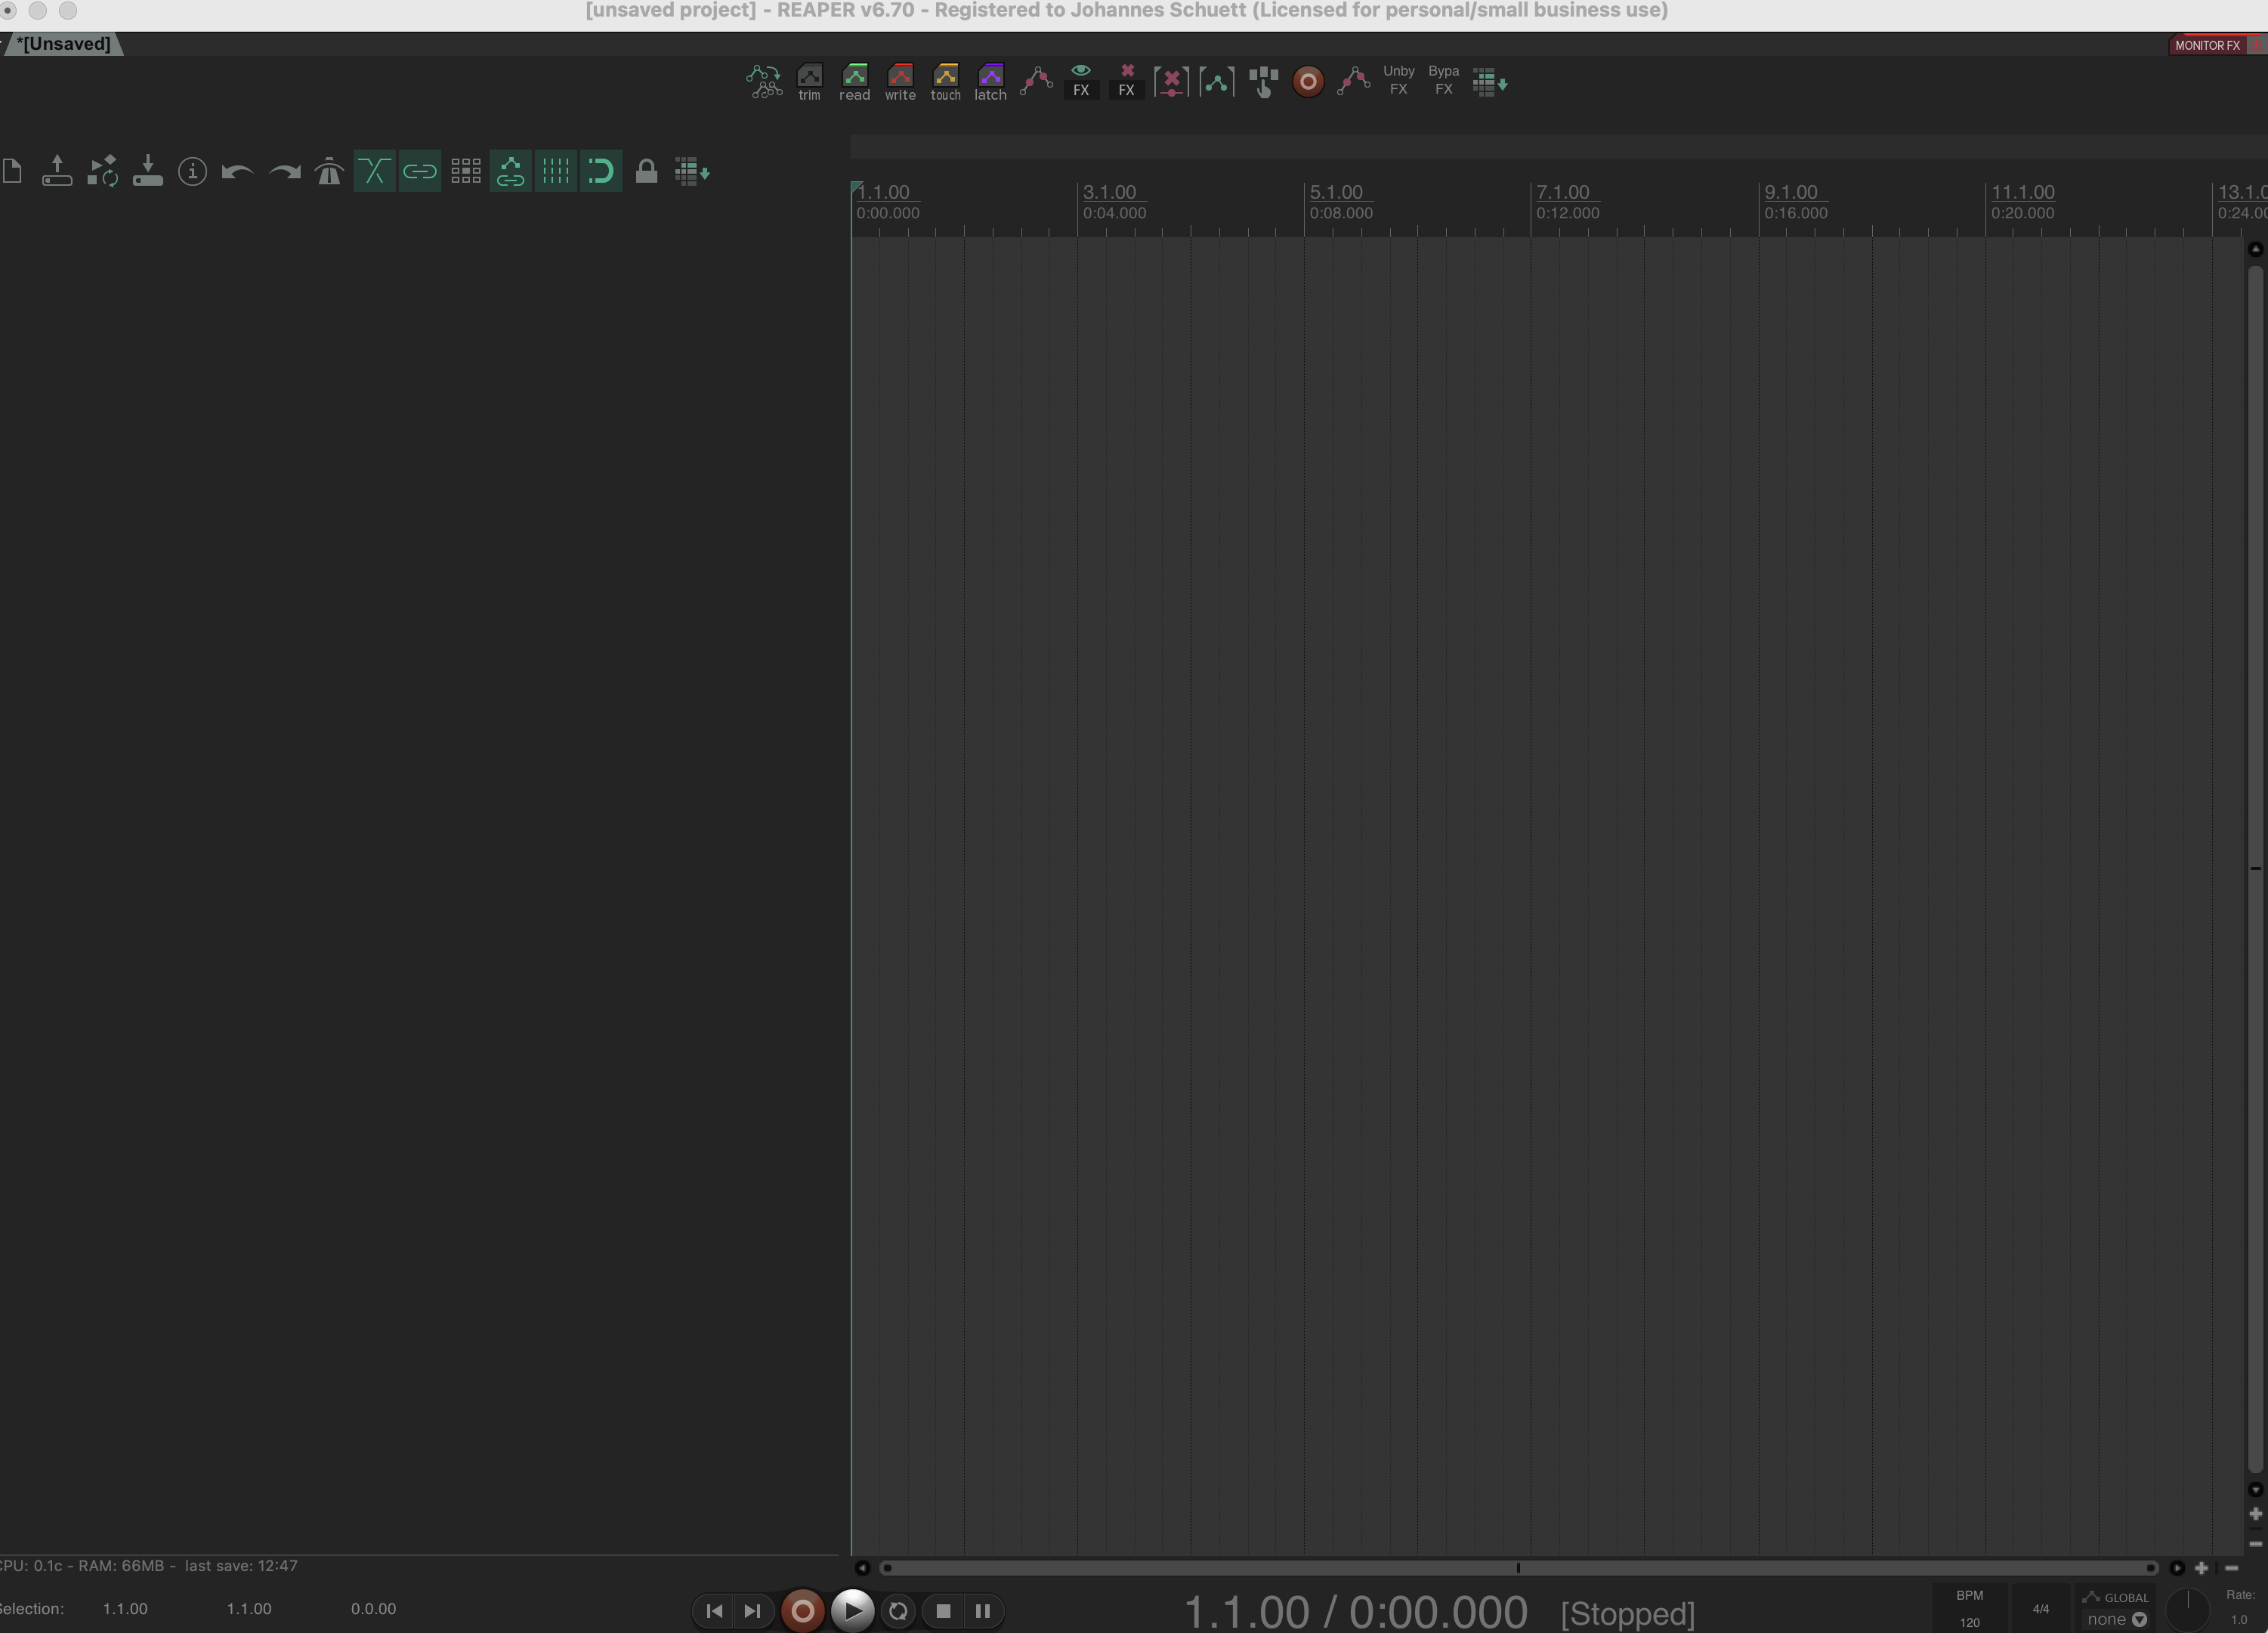 [unsaved project] - REAPER v6.70 - Registered to Johannes Schuett (Licensed for personal/small business use)
*[Unsaved]
MONITOR FX
trim read write touch latch FX FX Unby FX Bypa FX
1.1.00 3.1.00 5.1.00 7.1.00 9.1.00 11.1.00 13.1.0
0:00.000 0:04.000 0:08.000 0:12.000 0:16.000 0:20.000 0:24.00
CPU: 0.1c - RAM: 66MB - last save: 12:47
Selection: 1.1.00 1.1.00 0.0.00
1.1.00 / 0:00.000 [Stopped]
BPM
120
4/4
GLOBAL
none
Rate:
1.0